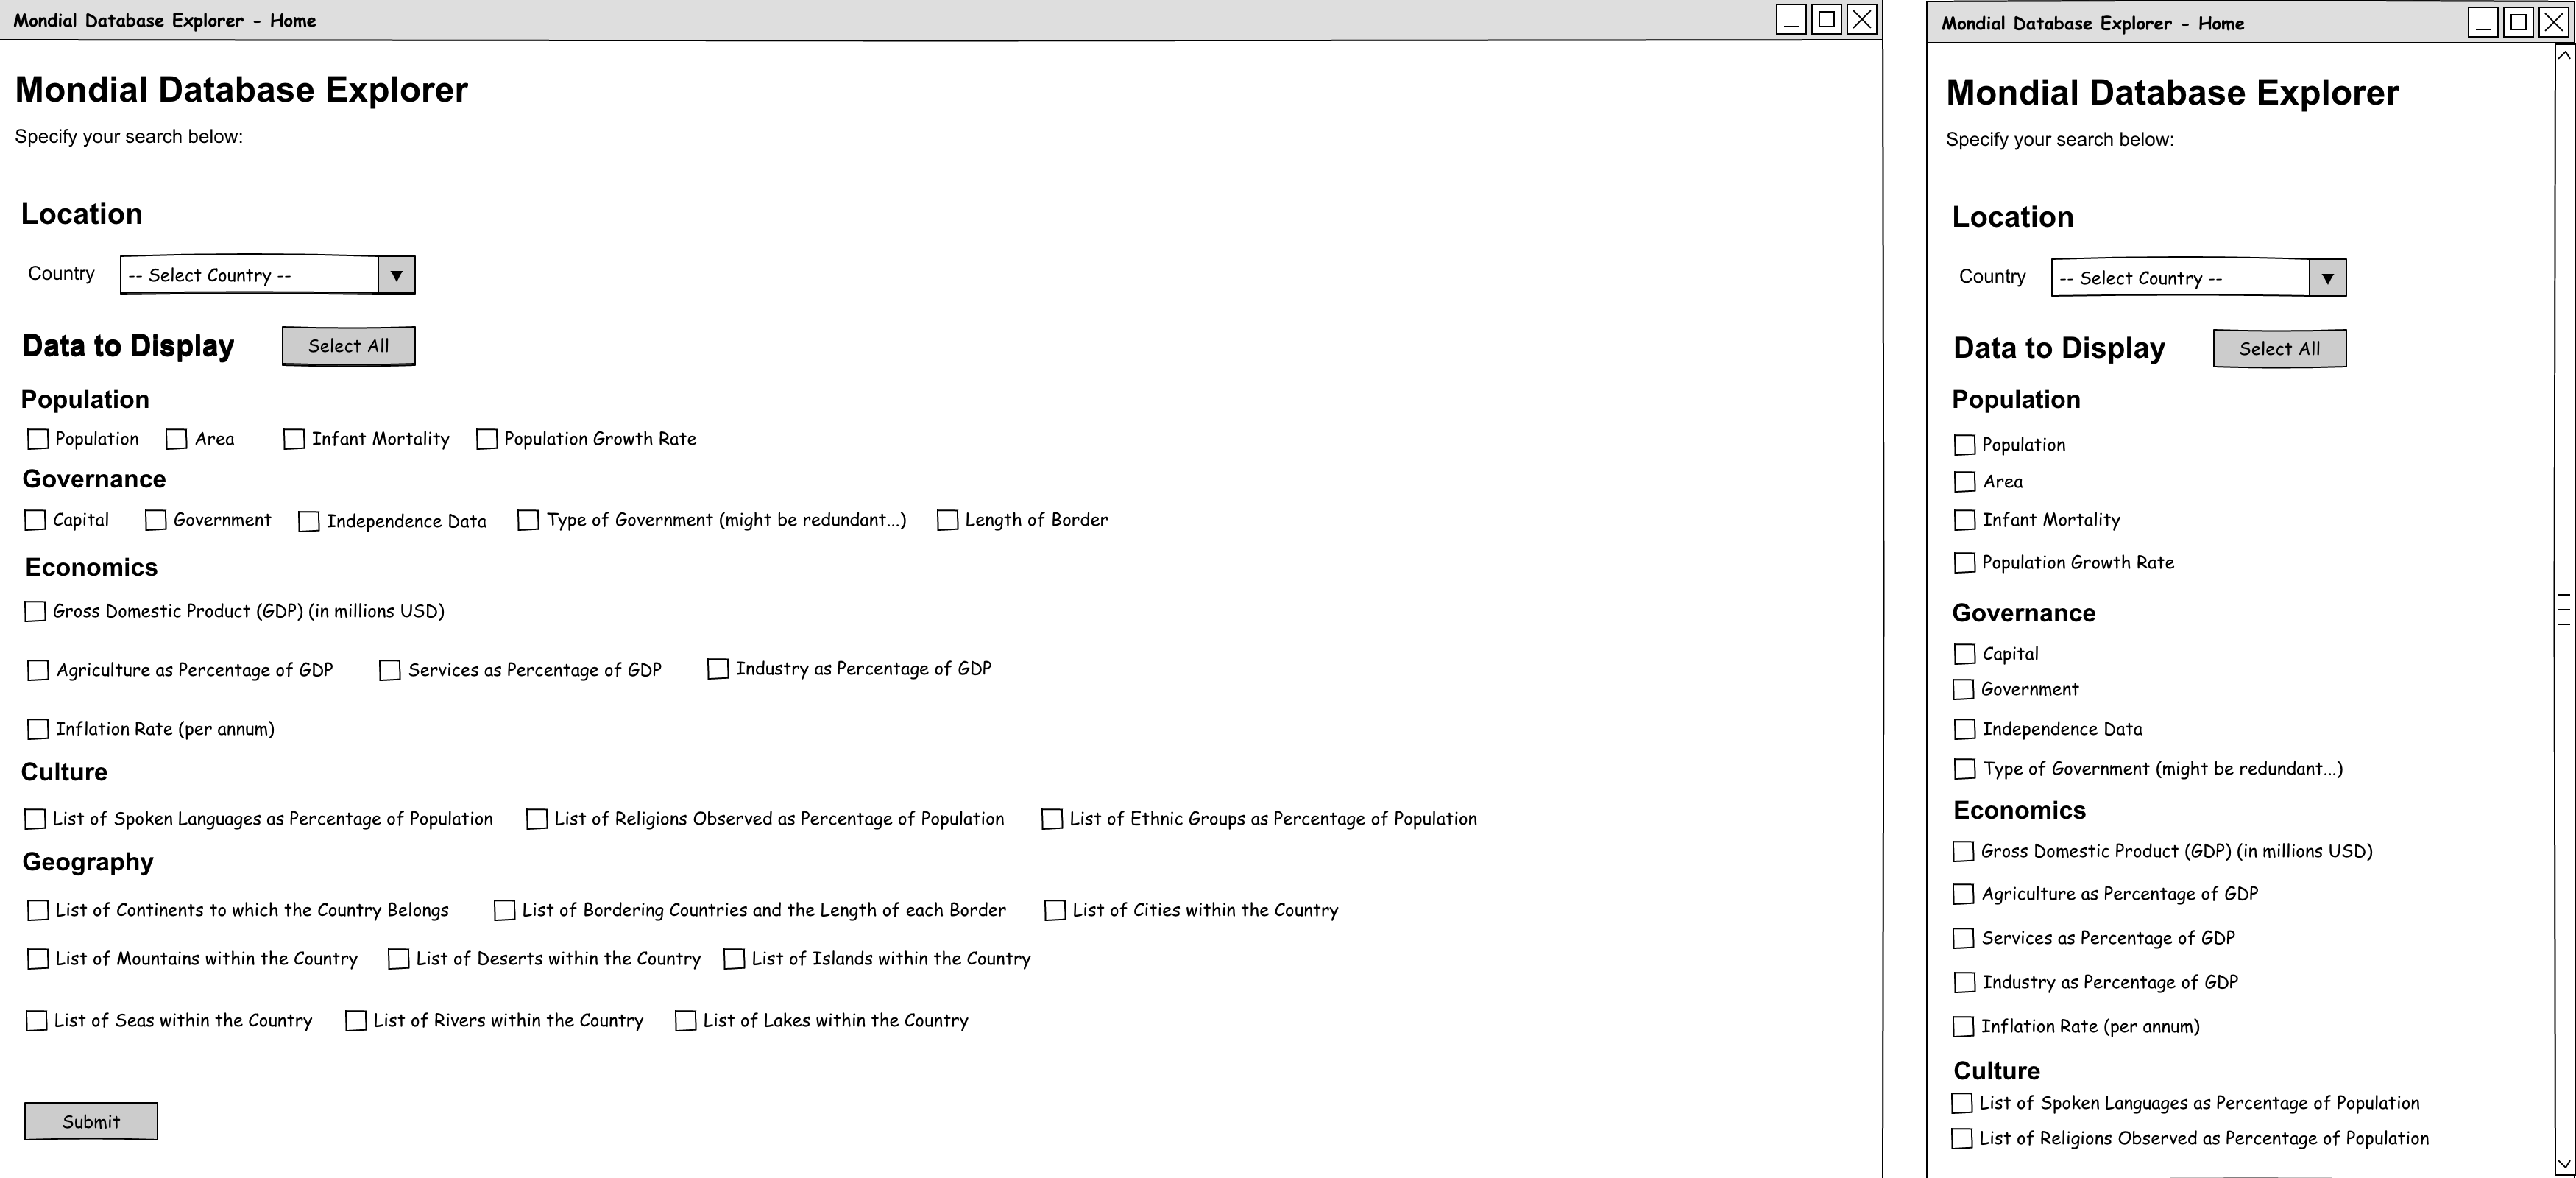 Mondial Database Explorer - Home
Mondial Database Explorer
Specify your search below:
Location
Country -- Select Country -- ▼
Data to Display Select All
Population
Population Area Infant Mortality Population Growth Rate
Governance
Capital Government Independence Data Type of Government (might be redundant...) Length of Border
Economics
Gross Domestic Product (GDP) (in millions USD)
Agriculture as Percentage of GDP Services as Percentage of GDP Industry as Percentage of GDP
Inflation Rate (per annum)
Culture
List of Spoken Languages as Percentage of Population List of Religions Observed as Percentage of Population List of Ethnic Groups as Percentage of Population
Geography
List of Continents to which the Country Belongs List of Bordering Countries and the Length of each Border List of Cities within the Country
List of Mountains within the Country List of Deserts within the Country List of Islands within the Country
List of Seas within the Country List of Rivers within the Country List of Lakes within the Country
Submit
Mondial Database Explorer - Home
Mondial Database Explorer
Specify your search below:
Location
Country -- Select Country -- ▼
Data to Display Select All
Population
Population
Area
Infant Mortality
Population Growth Rate
Governance
Capital
Government
Independence Data
Type of Government (might be redundant...)
Economics
Gross Domestic Product (GDP) (in millions USD)
Agriculture as Percentage of GDP
Services as Percentage of GDP
Industry as Percentage of GDP
Inflation Rate (per annum)
Culture
List of Spoken Languages as Percentage of Population
List of Religions Observed as Percentage of Population